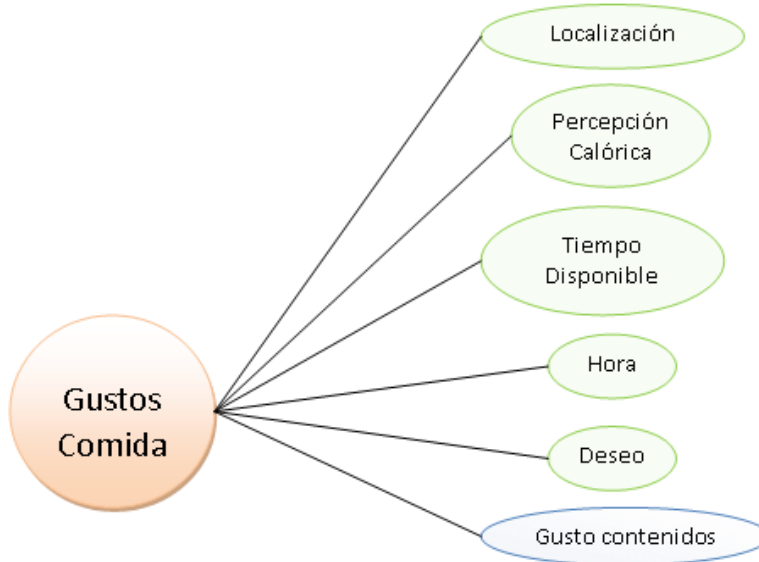 Localización
Percepción
Calórica
Tiempo
Disponible
Hora
Gustos
Comida
Deseo
Gusto contenidos